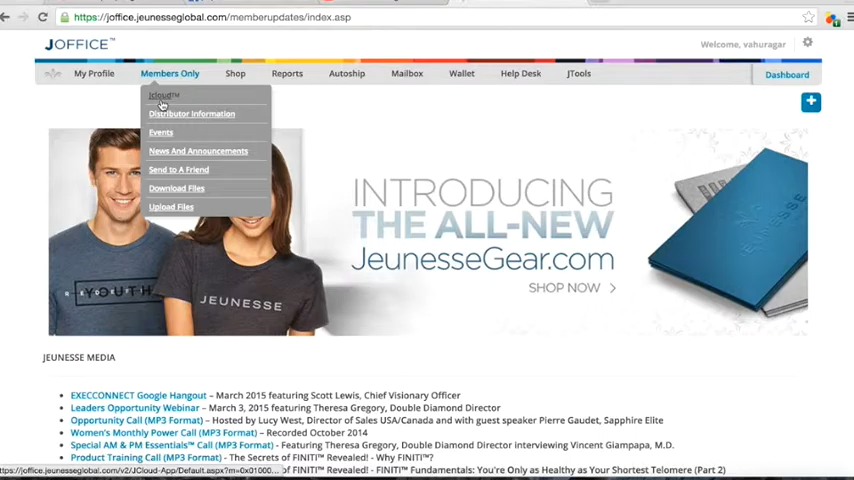 https://joffice.jeunesseglobal.com/memberupdates/index.asp
JOFFICE™
Welcome, vahuragar
My Profile Members Only Shop Reports Autoship Mailbox Wallet Help Desk JTools Dashboard
Jcloud™
Distributor Information
Events
News And Announcements
Send to A Friend
Download Files
Upload Files
INTRODUCING
THE ALL-NEW
JeunesseGear.com
SHOP NOW >
YOUTH
JEUNESSE
JEUNESSE MEDIA
• EXECCONNECT Google Hangout – March 2015 featuring Scott Lewis, Chief Visionary Officer
• Leaders Opportunity Webinar – March 3, 2015 featuring Theresa Gregory, Double Diamond Director
• Opportunity Call (MP3 Format) – Hosted by Lucy West, Director of Sales USA/Canada and with guest speaker Pierre Gaudet, Sapphire Elite
• Women's Monthly Power Call (MP3 Format) – Recorded October 2014
• Special AM & PM Essentials™ Call (MP3 Format) - Featuring Theresa Gregory, Double Diamond Director interviewing Vincent Giampapa, M.D.
• Product Training Call (MP3 Format) - The Secrets of FINITI™ Revealed! - Why FINITI™?
of FINITI™ Revealed! - FINITI™ Fundamentals: You're Only as Healthy as Your Shortest Telomere (Part 2)
https://joffice.jeunesseglobal.com/v2/JCloud-App/Default.aspx?m=0x01000...